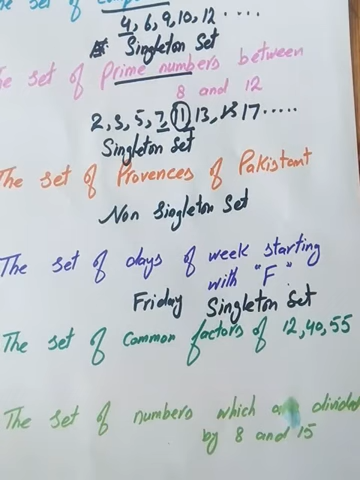 4, 6, 9, 10, 12 ....
Singleton Set
The set of Prime numbers between
8 and 12
2, 3, 5, 7, 11 13, 15 17 .....
Singleton Set
The set of Provences of Pakistant
Non Singleton Set
The set of days of week starting
with "F".
Friday Singleton Set
The set of Common factors of 12, 40, 55
The set of numbers which are divided
by 8 and 15